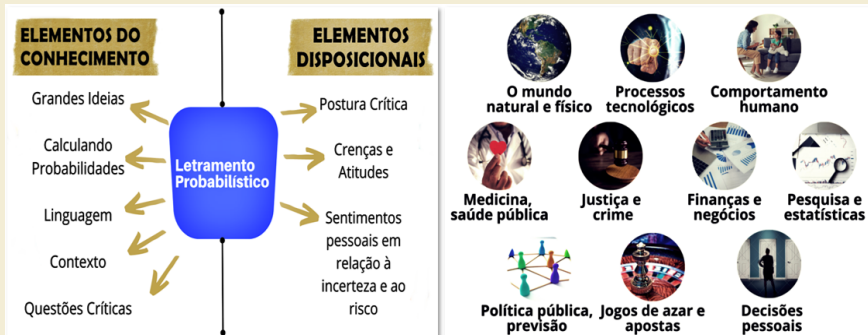 ELEMENTOS DO
CONHECIMENTO
Grandes Ideias
Calculando
Probabilidades
Linguagem
Contexto
Questões Críticas
Letramento
Probabilístico
ELEMENTOS
DISPOSICIONAIS
Postura Crítica
Crenças e
Atitudes
Sentimentos
pessoais em
relação à
incerteza e ao
risco
O mundo
natural e físico
Processos
tecnológicos
Comportamento
humano
Medicina,
saúde pública
Justiça e
crime
Finanças e
negócios
Pesquisa e
estatísticas
Política pública,
previsão
Jogos de azar e
apostas
Decisões
pessoais